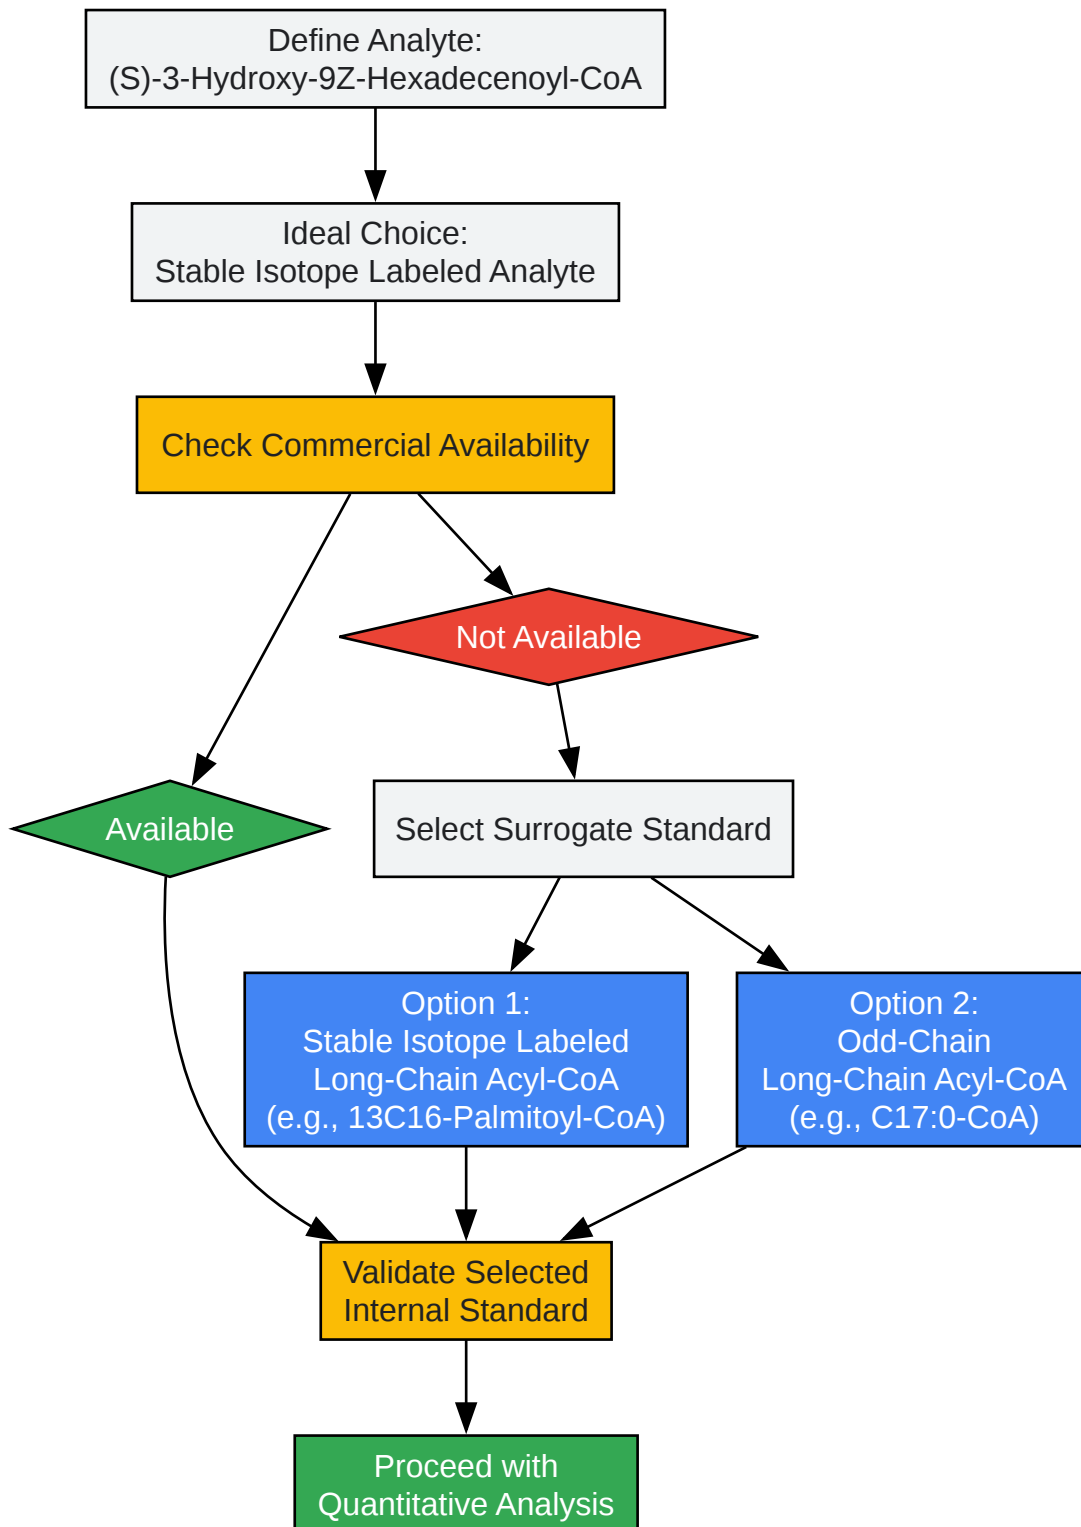 Define Analyte:
(S)-3-Hydroxy-9Z-Hexadecenoyl-CoA
Ideal Choice:
Stable Isotope Labeled Analyte
Check Commercial Availability
Not Available
Available
Select Surrogate Standard
Option 1:
Stable Isotope Labeled
Long-Chain Acyl-CoA
(e.g., 13C16-Palmitoyl-CoA)
Option 2:
Odd-Chain
Long-Chain Acyl-CoA
(e.g., C17:0-CoA)
Validate Selected
Internal Standard
Proceed with
Quantitative Analysis